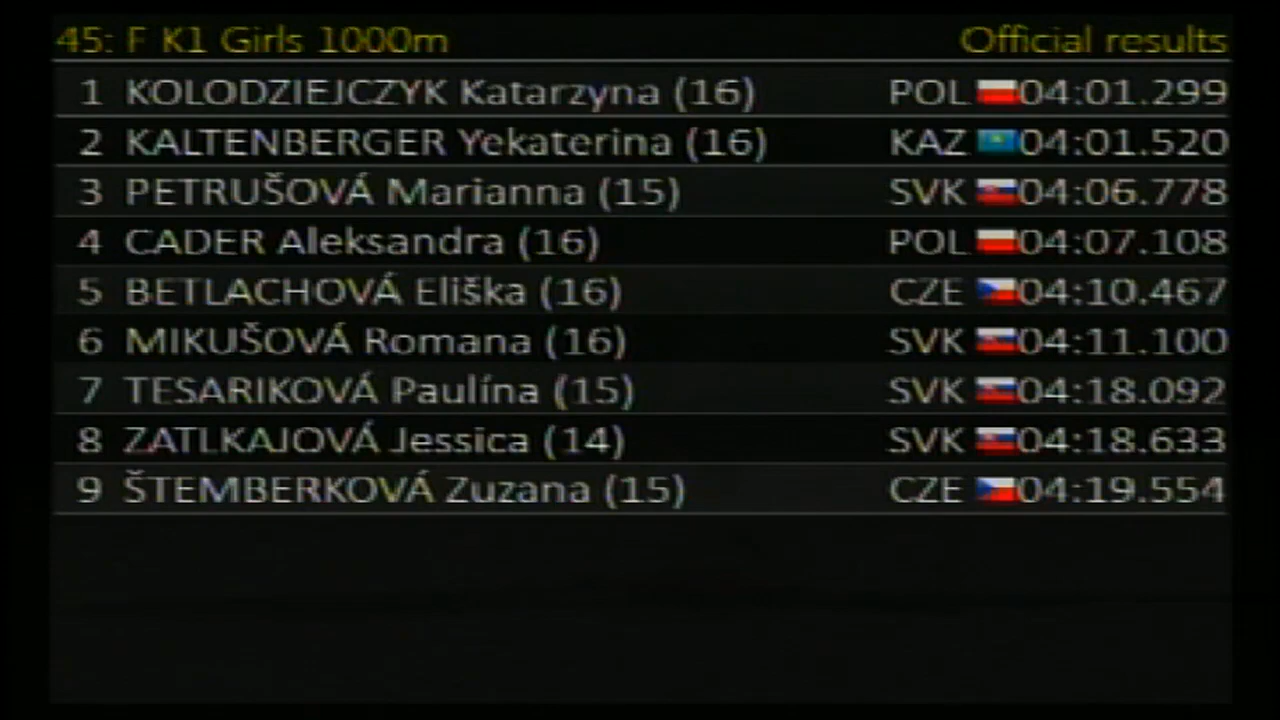 45: F K1 Girls 1000m Official results
1 KOLODZIEJCZYK Katarzyna (16) POL 04:01.299
2 KALTENBERGER Yekaterina (16) KAZ 04:01.520
3 PETRUŠOVÁ Marianna (15) SVK 04:06.778
4 CADER Aleksandra (16) POL 04:07.108
5 BETLACHOVÁ Eliška (16) CZE 04:10.467
6 MIKUŠOVÁ Romana (16) SVK 04:11.100
7 TESARIKOVÁ Paulína (15) SVK 04:18.092
8 ZATLKAJOVÁ Jessica (14) SVK 04:18.633
9 ŠTEMBERKOVÁ Zuzana (15) CZE 04:19.554